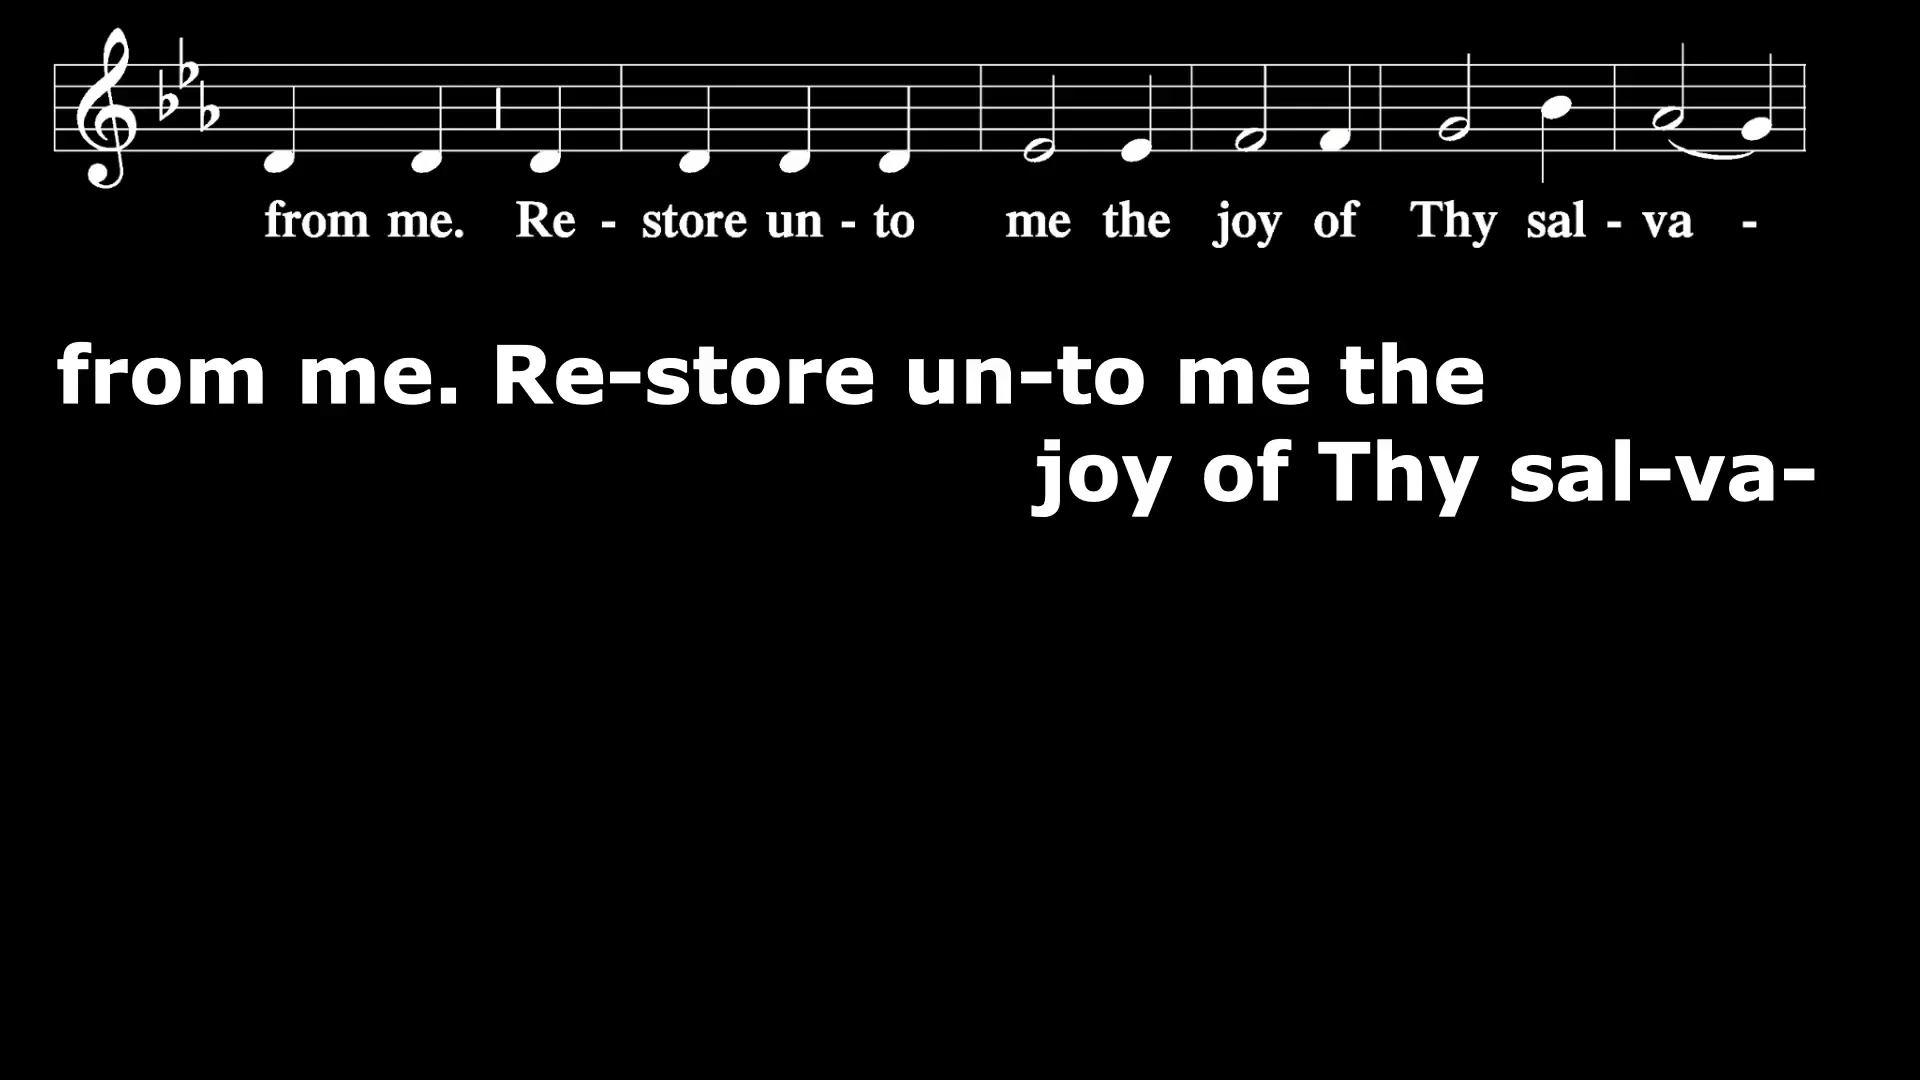 from me. Re - store un - to me the joy of Thy sal - va -
from me. Re-store un-to me the
joy of Thy sal-va-